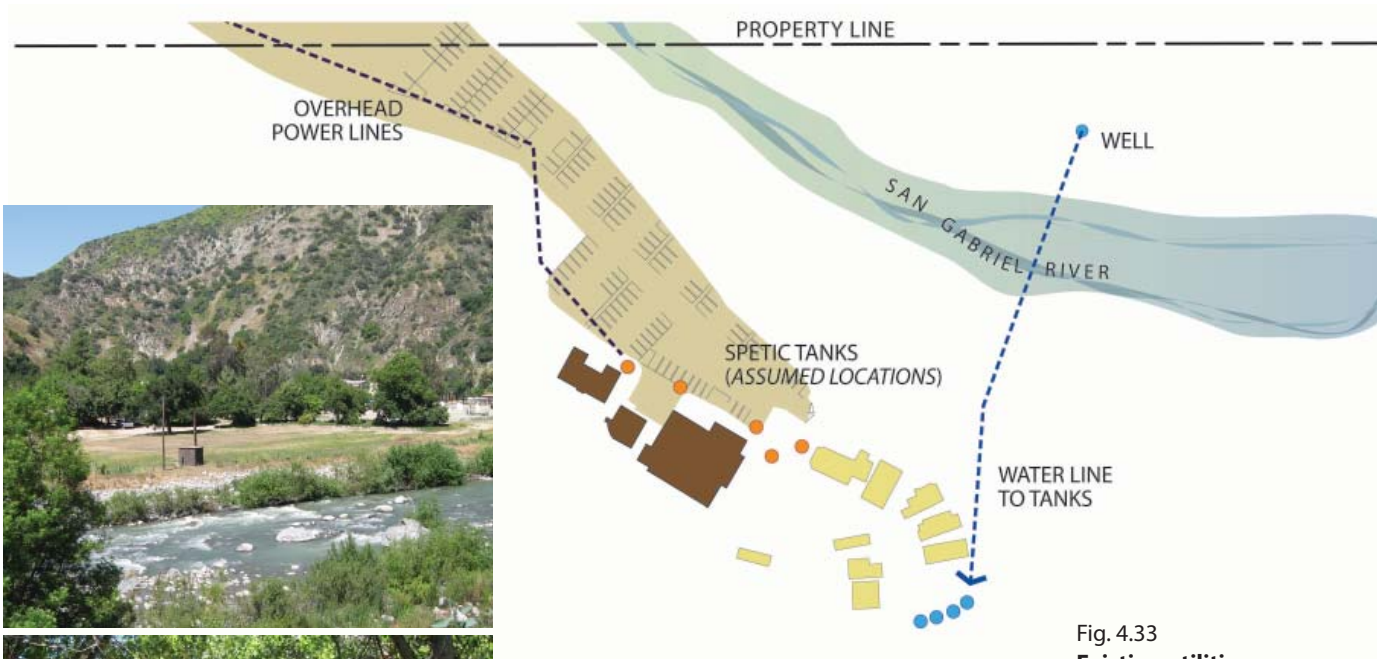 PROPERTY LINE
OVERHEAD
POWER LINES
WELL
SAN GABRIEL RIVER
SPETIC TANKS
(ASSUMED LOCATIONS)
WATER LINE
TO TANKS
Fig. 4.33